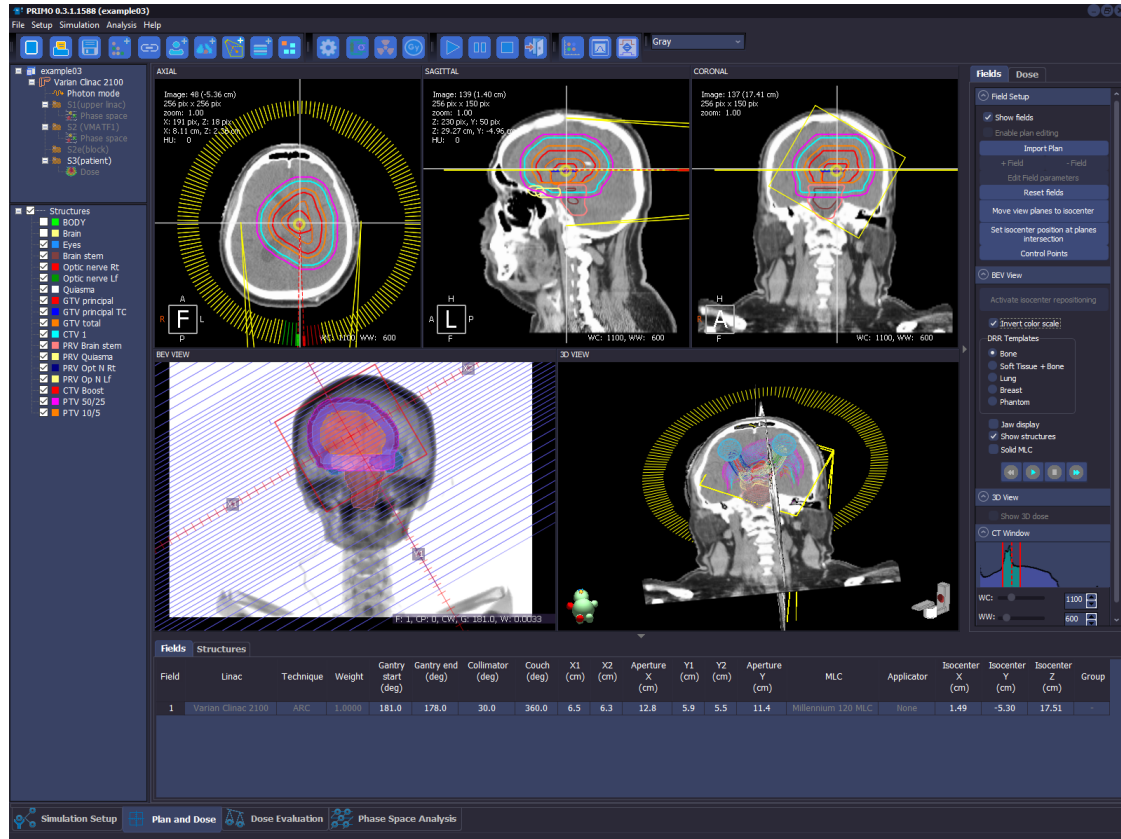 PRIMO 0.3.1.1588 (example03)
File Setup Simulation Analysis Help
Gray
example03
Varian Clinac 2100
Photon mode
S1(upper linac)
Phase space
S2 (VMATF1)
Phase space
S2e(block)
S3(patient)
Dose
Structures
BODY
Brain
Eyes
Brain stem
Optic nerve Rt
Optic nerve Lf
Quiasma
GTV principal
GTV principal TC
GTV total
CTV 1
PRV Brain stem
PRV Quiasma
PRV Opt N Rt
PRV Op N Lf
CTV Boost
PTV 50/25
PTV 10/5
AXIAL
Image: 48 (-5.36 cm)
256 pix x 256 pix
zoom: 1.00
X: 191 pix, Z: 18 pix
X: 8.11 cm, Z: 2.36 cm
HU: 0
A
R F L
P
WC: 1100, WW: 600
SAGITTAL
Image: 139 (1.40 cm)
256 pix x 150 pix
zoom: 1.00
Z: 230 pix, Y: 50 pix
Z: 29.27 cm, Y: -4.96 cm
HU: 0
H
A L P
F
WC: 1100, WW: 600
CORONAL
Image: 137 (17.41 cm)
256 pix x 150 pix
zoom: 1.00
H
R A L
F
WC: 1100, WW: 600
BEV VIEW
X2
X1
Y1
F: 1, CP: 0, CW, G: 181.0, W: 0.0033
3D VIEW
Fields Dose
Field Setup
Show fields
Enable plan editing
Import Plan
+ Field - Field
Edit Field parameters
Reset fields
Move view planes to isocenter
Set isocenter position at planes
intersection
Control Points
BEV View
Activate isocenter repositioning
Invert color scale
DRR Templates
Bone
Soft Tissue + Bone
Lung
Breast
Phantom
Jaw display
Show structures
Solid MLC
3D View
Show 3D dose
CT Window
WC: 1100
WW: 600
Fields Structures
Field Linac Technique Weight Gantry start (deg) Gantry end (deg) Collimator (deg) Couch (deg) X1 (cm) X2 (cm) Aperture X (cm) Y1 (cm) Y2 (cm) Aperture Y (cm) MLC Applicator Isocenter X (cm) Isocenter Y (cm) Isocenter Z (cm) Group
1 Varian Clinac 2100 ARC 1.0000 181.0 178.0 30.0 360.0 6.5 6.3 12.8 5.9 5.5 11.4 Millennium 120 MLC None 1.49 -5.30 17.51 -
Simulation Setup Plan and Dose Dose Evaluation Phase Space Analysis